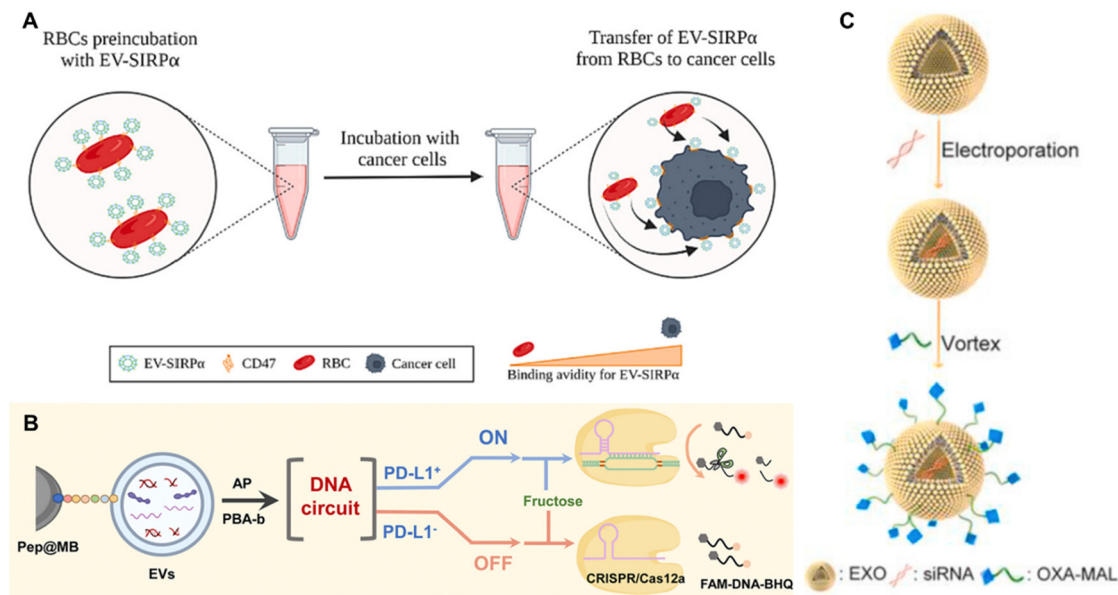 A
RBCs preincubation
with EV-SIRPα
Incubation with
cancer cells
Transfer of EV-SIRPα
from RBCs to cancer cells
EV-SIRPα
CD47
RBC
Cancer cell
Binding avidity for EV-SIRPα
B
Pep@MB
EVs
AP
PBA-b
DNA
circuit
PD-L1⁺
ON
PD-L1⁻
OFF
Fructose
CRISPR/Cas12a
FAM-DNA-BHQ
C
Electroporation
Vortex
: EXO
: siRNA
: OXA-MAL